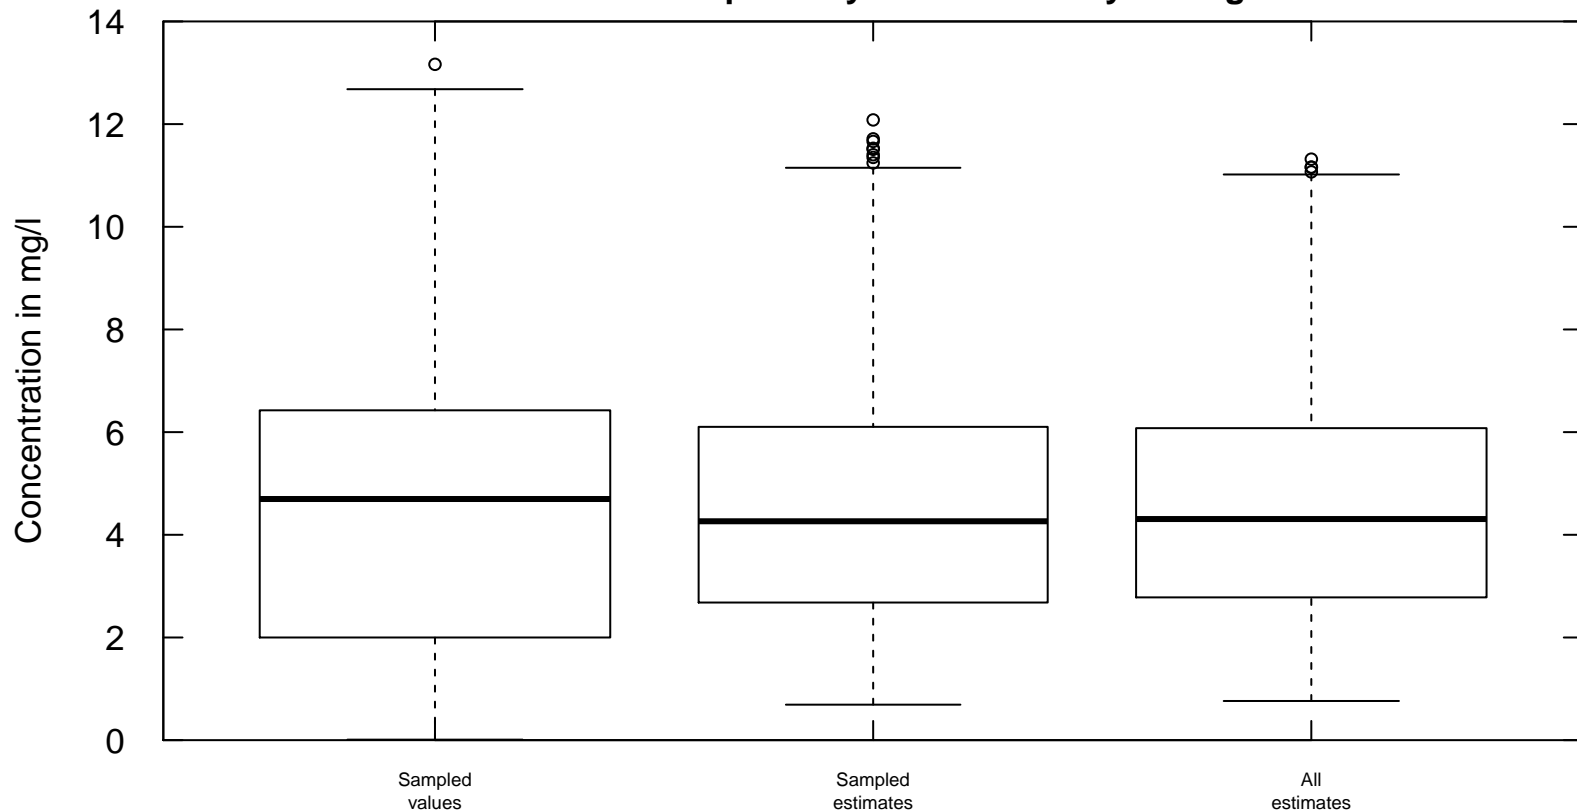 14
12
10
8
6
4
2
0
Concentration in mg/l
Sampled
values
Sampled
estimates
All
estimates